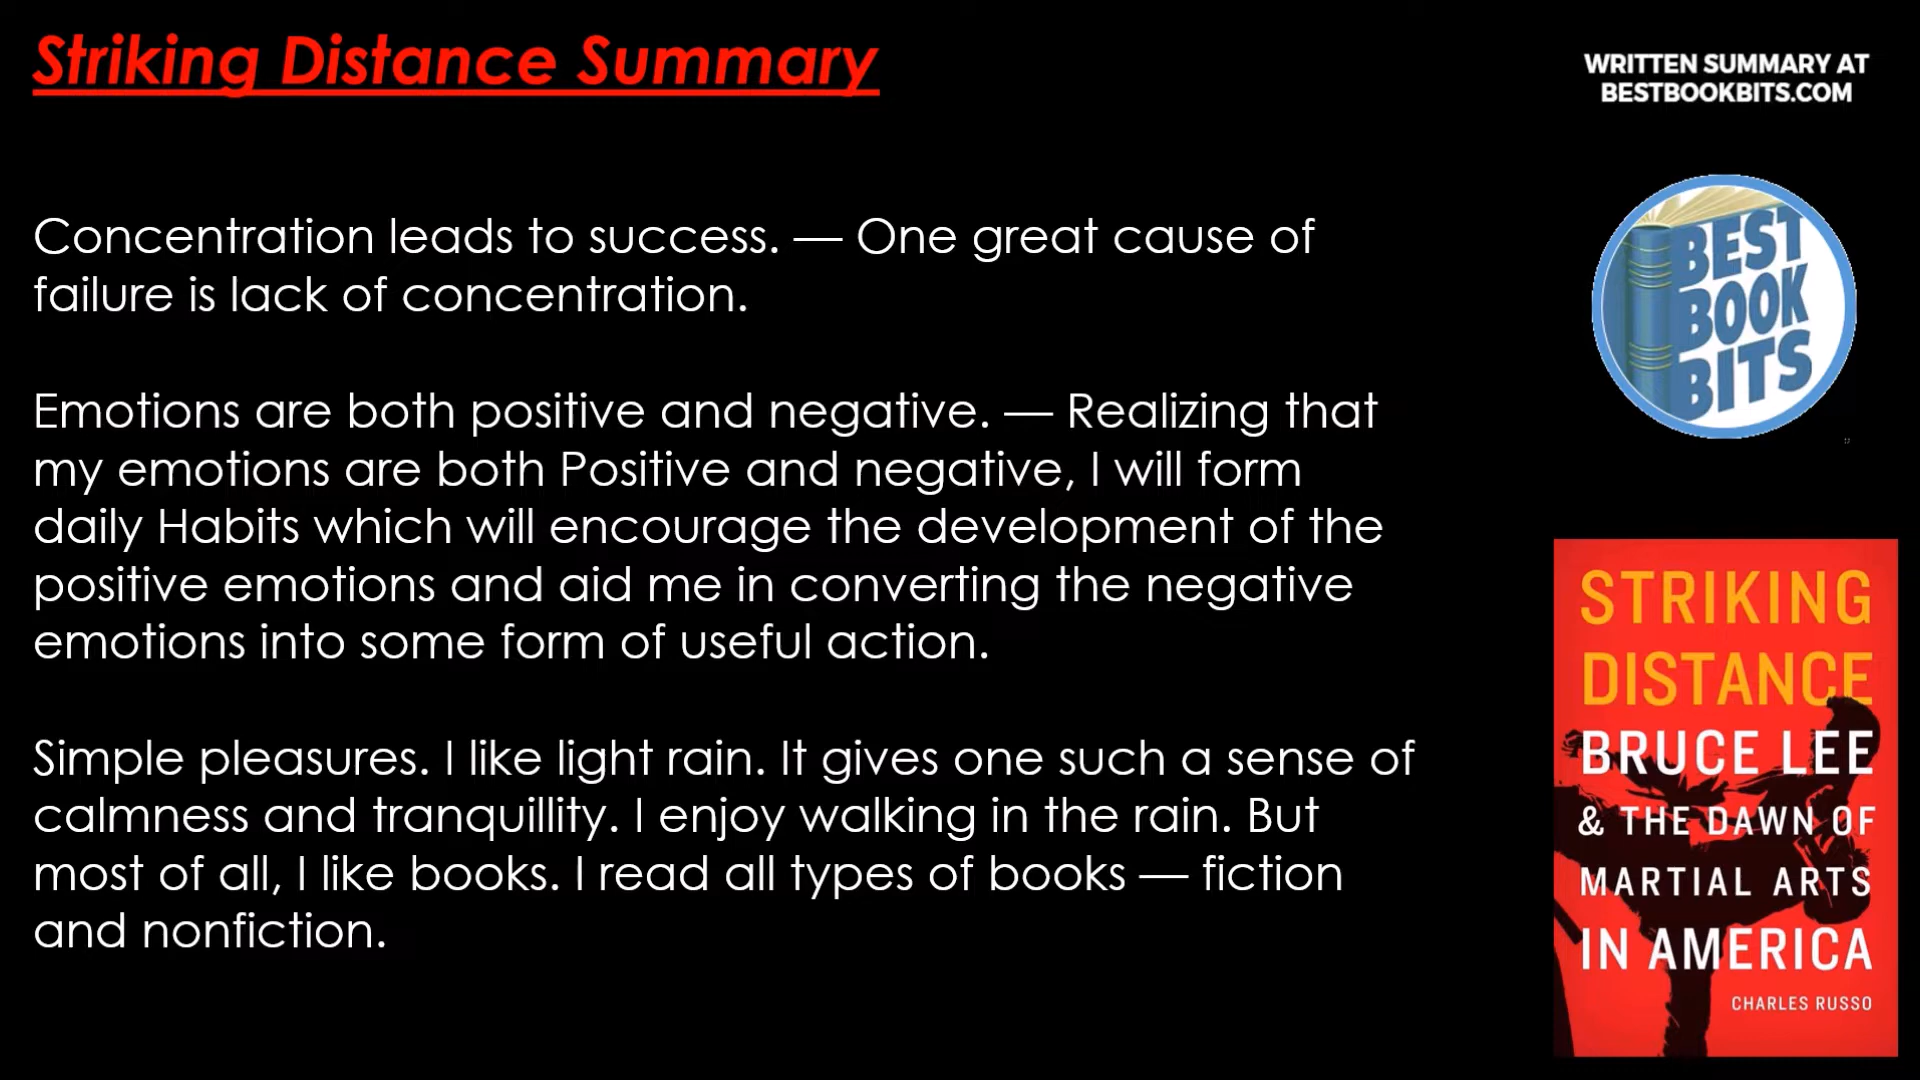 Striking Distance Summary
WRITTEN SUMMARY AT
BESTBOOKBITS.COM
Concentration leads to success. — One great cause of
failure is lack of concentration.
Emotions are both positive and negative. — Realizing that
my emotions are both Positive and negative, I will form
daily Habits which will encourage the development of the
positive emotions and aid me in converting the negative
emotions into some form of useful action.
Simple pleasures. I like light rain. It gives one such a sense of
calmness and tranquillity. I enjoy walking in the rain. But
most of all, I like books. I read all types of books — fiction
and nonfiction.
BEST
BOOK
BITS
STRIKING
DISTANCE
BRUCE LEE
& THE DAWN OF
MARTIAL ARTS
IN AMERICA
CHARLES RUSSO